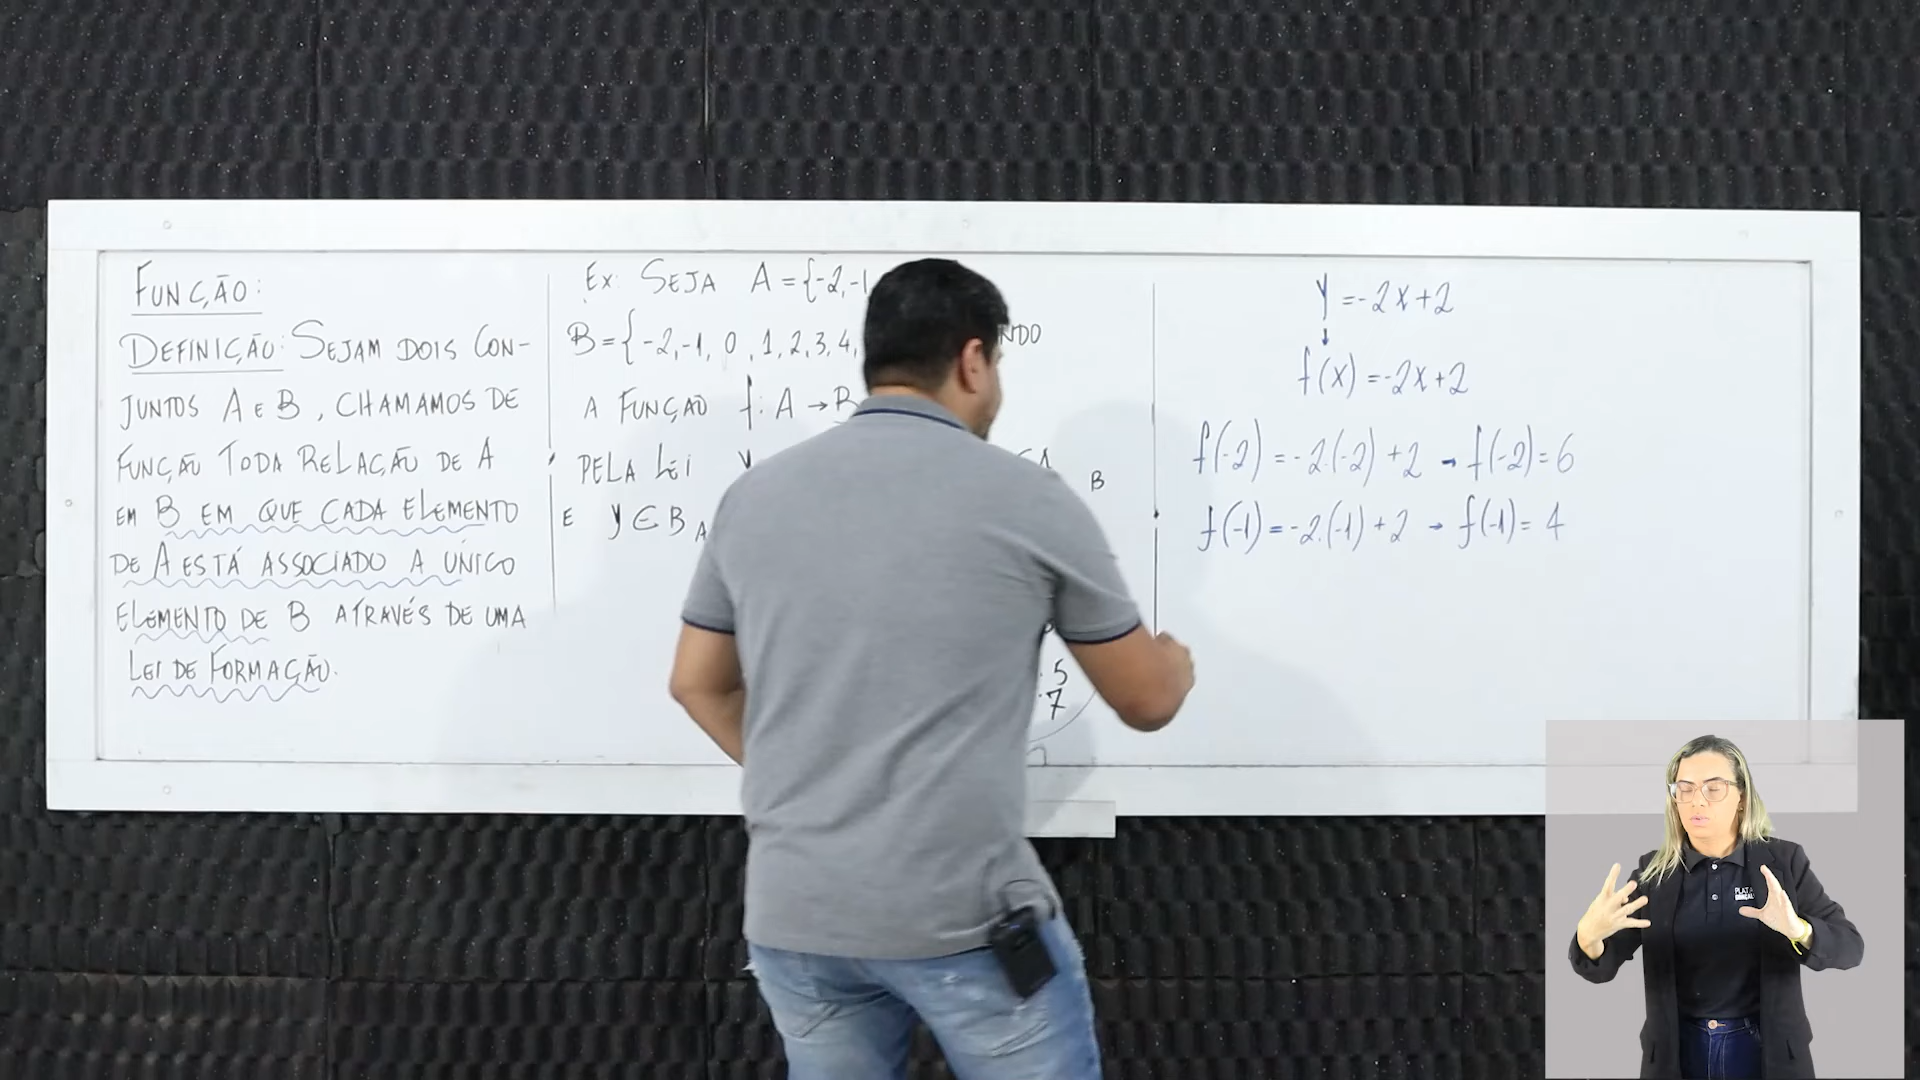 FUNÇÃO:
DEFINIÇÃO: SEJAM DOIS CON-
JUNTOS A E B, CHAMAMOS DE
FUNÇÃO TODA RELAÇÃO DE A
EM B EM QUE CADA ELEMENTO
DE A ESTÁ ASSOCIADO A ÚNICO
ELEMENTO DE B ATRAVÉS DE UMA
LEI DE FORMAÇÃO.
Ex: SEJA A = {-2,-1
B = {-2,-1, 0, 1, 2, 3, 4,
A FUNÇÃO f: A → B
PELA LEI
E y ∈ B
A
B
5
7
y = -2x+2
f(x) = -2x+2
f(-2) = -2.(-2) +2 → f(-2) = 6
f(-1) = -2.(-1) +2 → f(-1) = 4